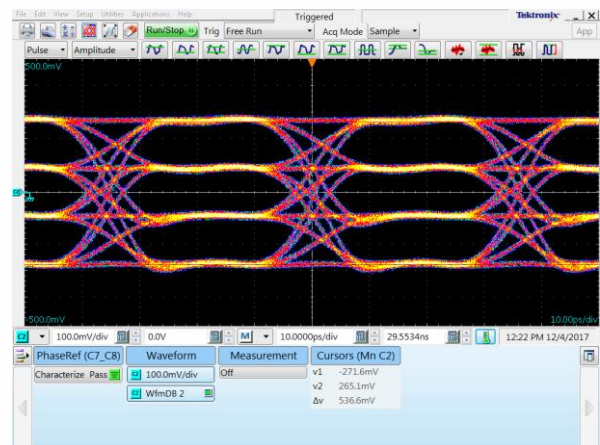 File Edit View Setup Utilities Applications Help Triggered Tektronix
Run/Stop Trig Free Run Acq Mode Sample App
Pulse Amplitude
500.0mV
-500.0mV 10.00ps/div
C2 100.0mV/div 0.0V M 10.0000ps/div 29.5534ns 12:22 PM 12/4/2017
PhaseRef (C7_C8) Waveform Measurement Cursors (Mn C2)
Characterize Pass C2 100.0mV/div Off v1 -271.6mV
C2 WfmDB 2 v2 265.1mV
Δv 536.6mV